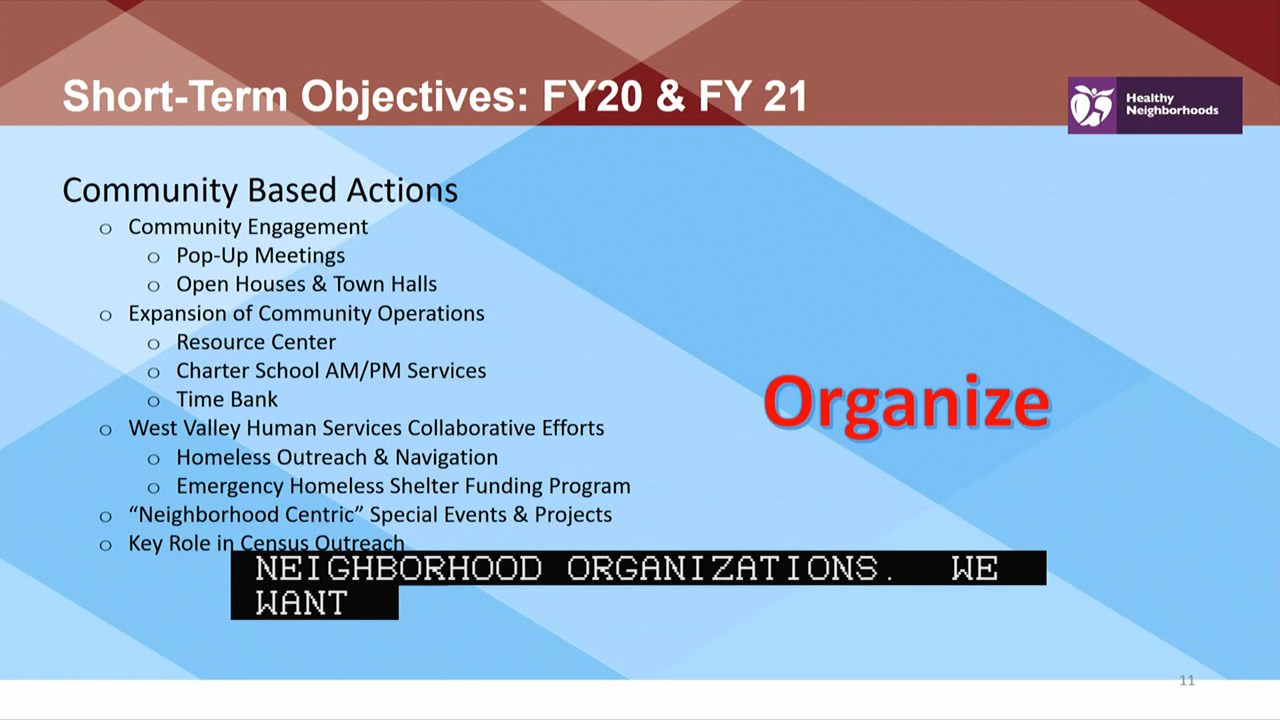 Short-Term Objectives: FY20 & FY 21
Healthy
Neighborhoods
Community Based Actions
o Community Engagement
o Pop-Up Meetings
o Open Houses & Town Halls
o Expansion of Community Operations
o Resource Center
o Charter School AM/PM Services
o Time Bank
o West Valley Human Services Collaborative Efforts
o Homeless Outreach & Navigation
o Emergency Homeless Shelter Funding Program
o “Neighborhood Centric” Special Events & Projects
o Key Role in Census Outreach
Organize
NEIGHBORHOOD ORGANIZATIONS. WE
WANT
11